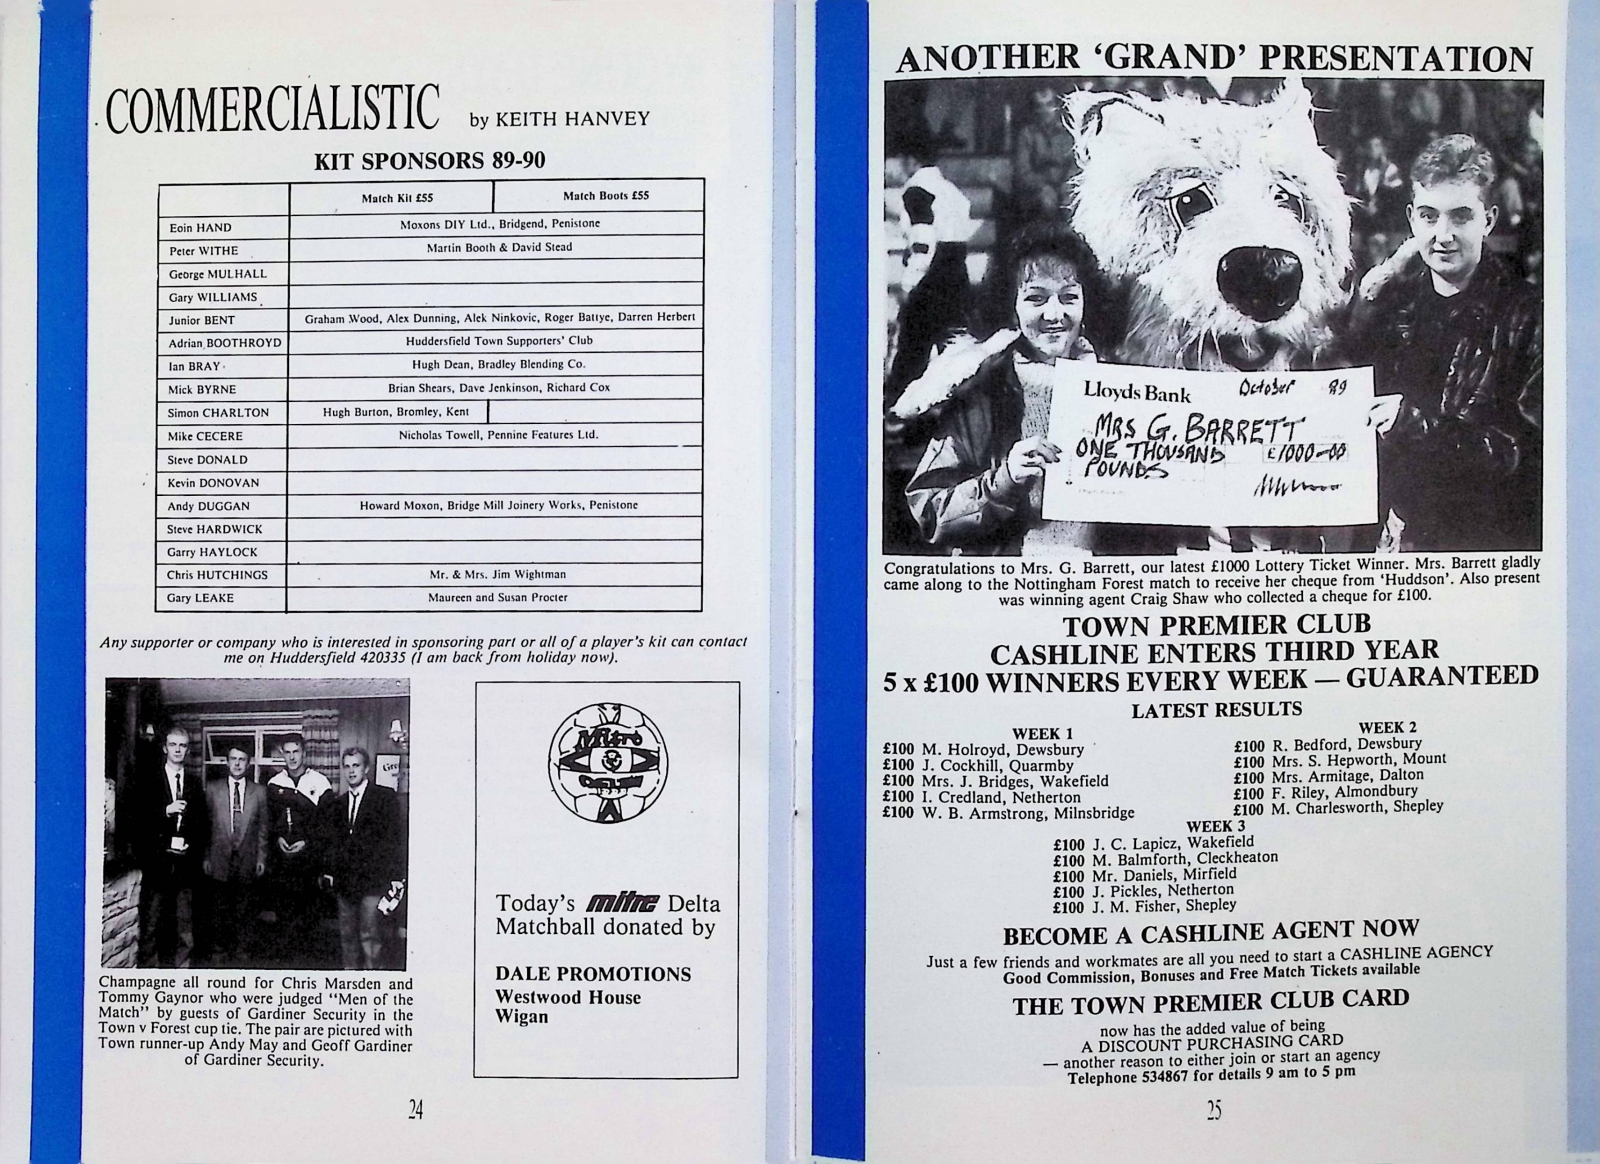 COMMERCIALISTIC by KEITH HANVEY
KIT SPONSORS 89-90
Match Kit £55 Match Boots £55
Eoin HAND Moxons DIY Ltd., Bridgend, Penistone
Peter WITHE Martin Booth & David Stead
George MULHALL
Gary WILLIAMS
Junior BENT Graham Wood, Alex Dunning, Alek Ninkovic, Roger Battye, Darren Herbert
Adrian BOOTHROYD Huddersfield Town Supporters' Club
Ian BRAY Hugh Dean, Bradley Blending Co.
Mick BYRNE Brian Shears, Dave Jenkinson, Richard Cox
Simon CHARLTON Hugh Burton, Bromley, Kent
Mike CECERE Nicholas Towell, Pennine Features Ltd.
Steve DONALD
Kevin DONOVAN
Andy DUGGAN Howard Moxon, Bridge Mill Joinery Works, Penistone
Steve HARDWICK
Garry HAYLOCK
Chris HUTCHINGS Mr. & Mrs. Jim Wightman
Gary LEAKE Maureen and Susan Procter
Any supporter or company who is interested in sponsoring part or all of a player's kit can contact
me on Huddersfield 420335 (I am back from holiday now).
Champagne all round for Chris Marsden and
Tommy Gaynor who were judged "Men of the
Match" by guests of Gardiner Security in the
Town v Forest cup tie. The pair are pictured with
Town runner-up Andy May and Geoff Gardiner
of Gardiner Security.
Mitre
DELTA
Today's mitre Delta
Matchball donated by
DALE PROMOTIONS
Westwood House
Wigan
24
ANOTHER 'GRAND' PRESENTATION
Lloyds Bank October 89
MRS G. BARRETT
ONE THOUSAND £1000-00
POUNDS
Congratulations to Mrs. G. Barrett, our latest £1000 Lottery Ticket Winner. Mrs. Barrett gladly
came along to the Nottingham Forest match to receive her cheque from 'Huddson'. Also present
was winning agent Craig Shaw who collected a cheque for £100.
TOWN PREMIER CLUB
CASHLINE ENTERS THIRD YEAR
5 x £100 WINNERS EVERY WEEK — GUARANTEED
LATEST RESULTS
WEEK 1
£100 M. Holroyd, Dewsbury
£100 J. Cockhill, Quarmby
£100 Mrs. J. Bridges, Wakefield
£100 I. Credland, Netherton
£100 W. B. Armstrong, Milnsbridge
WEEK 2
£100 R. Bedford, Dewsbury
£100 Mrs. S. Hepworth, Mount
£100 Mrs. Armitage, Dalton
£100 F. Riley, Almondbury
£100 M. Charlesworth, Shepley
WEEK 3
£100 J. C. Lapicz, Wakefield
£100 M. Balmforth, Cleckheaton
£100 Mr. Daniels, Mirfield
£100 J. Pickles, Netherton
£100 J. M. Fisher, Shepley
BECOME A CASHLINE AGENT NOW
Just a few friends and workmates are all you need to start a CASHLINE AGENCY
Good Commission, Bonuses and Free Match Tickets available
THE TOWN PREMIER CLUB CARD
now has the added value of being
A DISCOUNT PURCHASING CARD
— another reason to either join or start an agency
Telephone 534867 for details 9 am to 5 pm
25